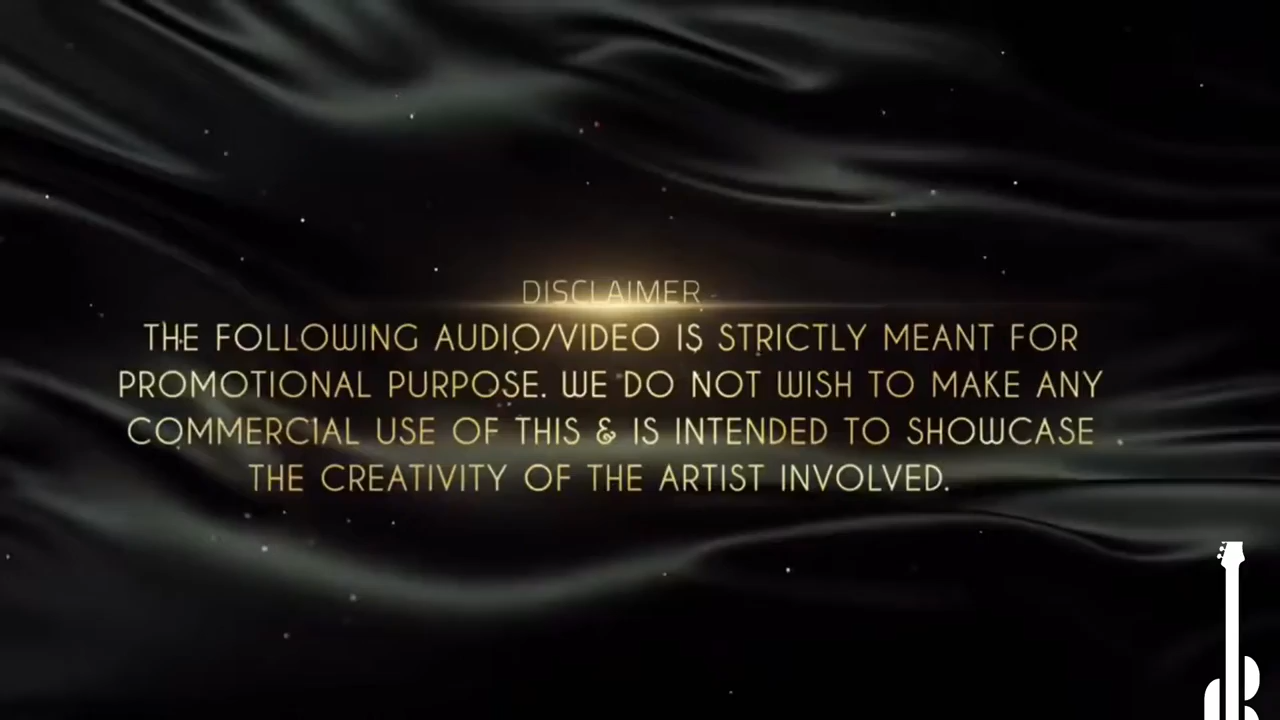 DISCLAIMER
THE FOLLOWING AUDIO/VIDEO IS STRICTLY MEANT FOR
PROMOTIONAL PURPOSE. WE DO NOT WISH TO MAKE ANY
COMMERCIAL USE OF THIS & IS INTENDED TO SHOWCASE
THE CREATIVITY OF THE ARTIST INVOLVED.